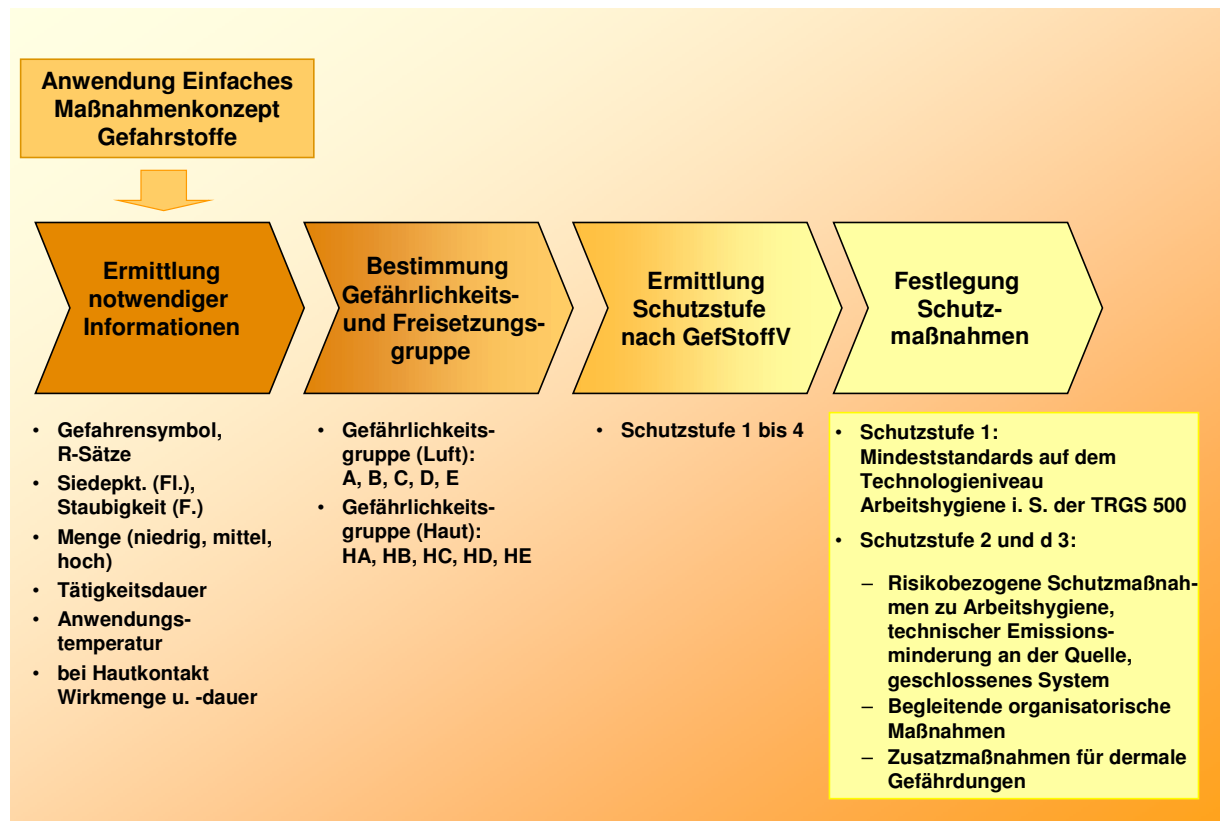 Anwendung Einfaches
Maßnahmenkonzept
Gefahrstoffe
Ermittlung
notwendiger
Informationen
Bestimmung
Gefährlichkeits-
und Freisetzungs-
gruppe
Ermittlung
Schutzstufe
nach GefStoffV
Festlegung
Schutz-
maßnahmen
• Gefahrensymbol,
R-Sätze
• Siedepkt. (Fl.),
Staubigkeit (F.)
• Menge (niedrig, mittel,
hoch)
• Tätigkeitsdauer
• Anwendungs-
temperatur
• bei Hautkontakt
Wirkmenge u. -dauer
• Gefährlichkeits-
gruppe (Luft):
A, B, C, D, E
• Gefährlichkeits-
gruppe (Haut):
HA, HB, HC, HD, HE
• Schutzstufe 1 bis 4
• Schutzstufe 1:
Mindeststandards auf dem
Technologieniveau
Arbeitshygiene i. S. der TRGS 500
• Schutzstufe 2 und d 3:
– Risikobezogene Schutzmaßnah-
men zu Arbeitshygiene,
technischer Emissions-
minderung an der Quelle,
geschlossenes System
– Begleitende organisatorische
Maßnahmen
– Zusatzmaßnahmen für dermale
Gefährdungen